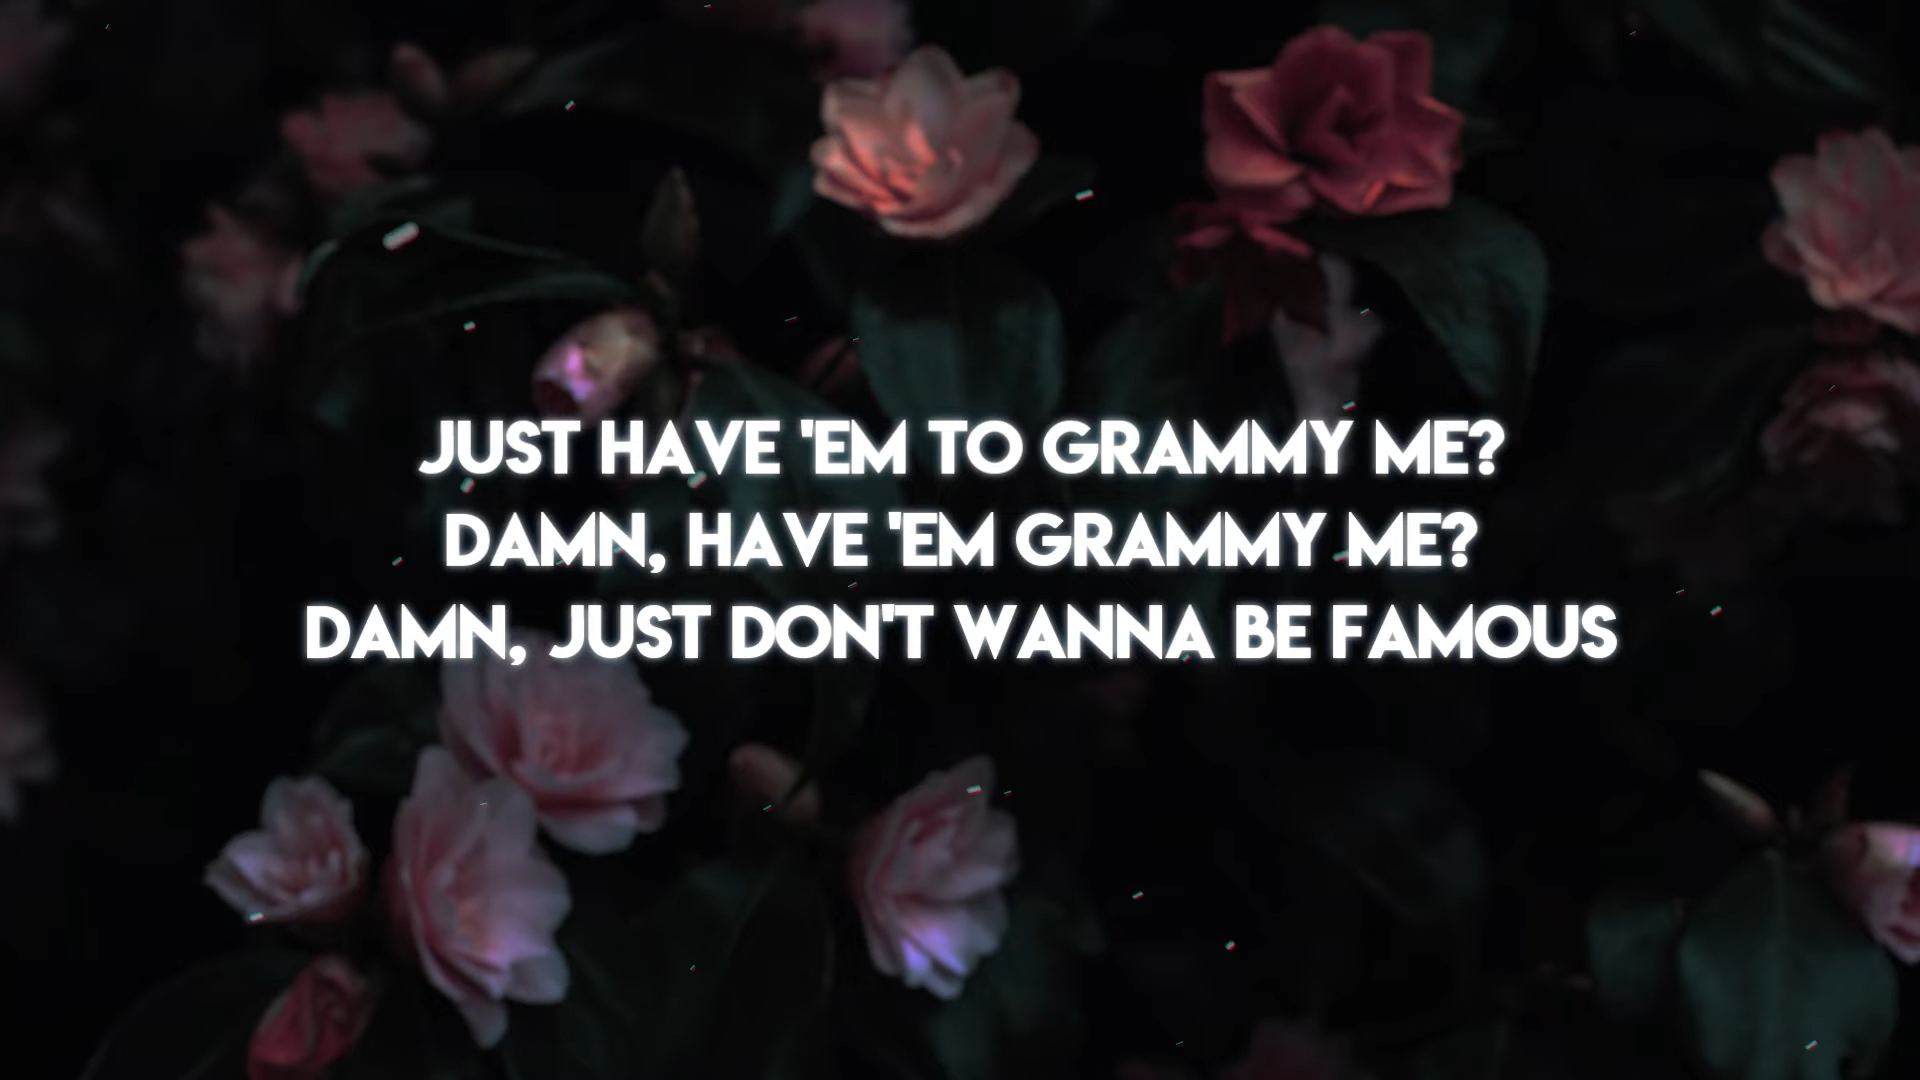 JUST HAVE 'EM TO GRAMMY ME?
DAMN, HAVE 'EM GRAMMY ME?
DAMN, JUST DON'T WANNA BE FAMOUS